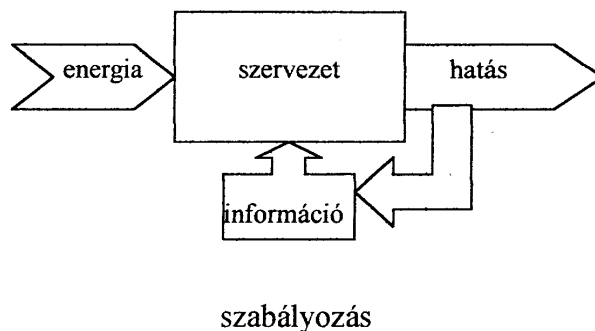 energia szervezet hatás
információ
szabályozás